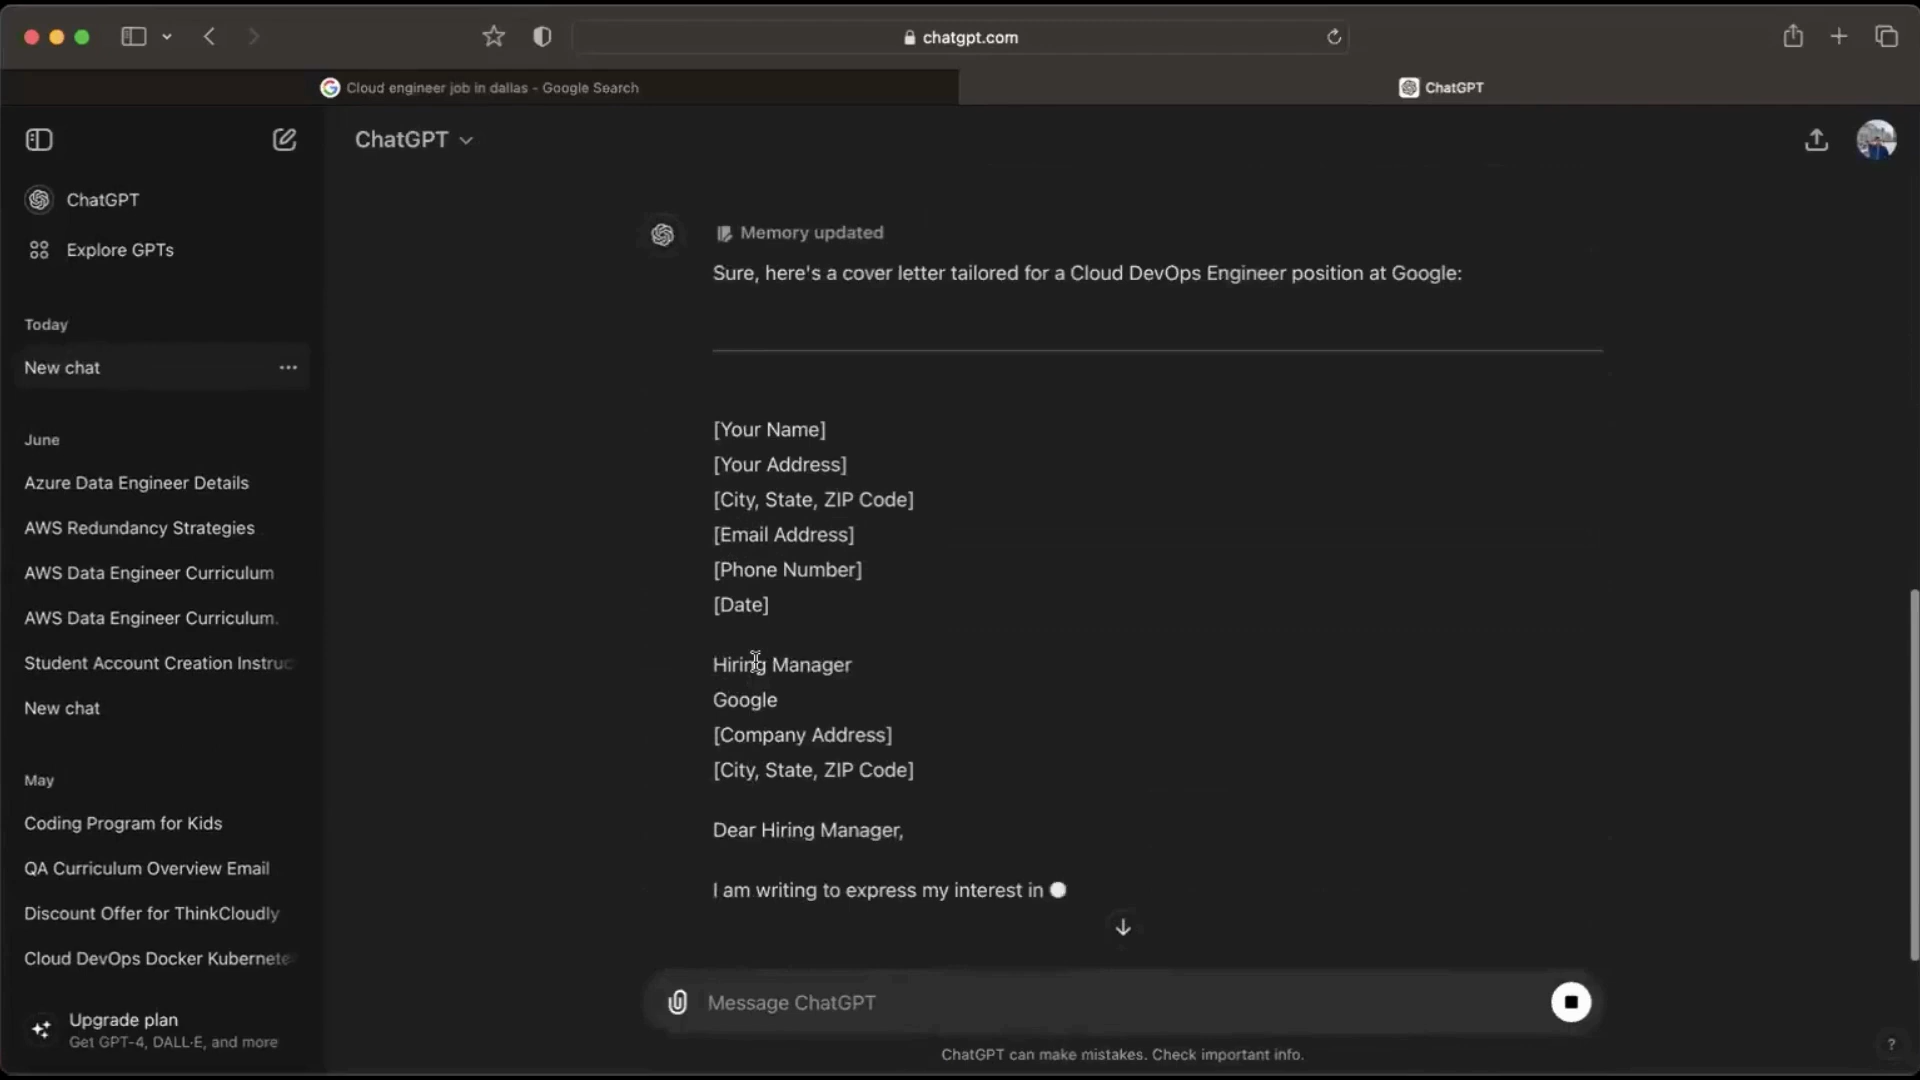 chatgpt.com
Cloud engineer job in dallas - Google Search
ChatGPT
ChatGPT
ChatGPT
Explore GPTs
Today
New chat
June
Azure Data Engineer Details
AWS Redundancy Strategies
AWS Data Engineer Curriculum
AWS Data Engineer Curriculum.
Student Account Creation Instruc
New chat
May
Coding Program for Kids
QA Curriculum Overview Email
Discount Offer for ThinkCloudly
Cloud DevOps Docker Kubernete
Upgrade plan
Get GPT-4, DALL·E, and more
Memory updated
Sure, here's a cover letter tailored for a Cloud DevOps Engineer position at Google:
[Your Name]
[Your Address]
[City, State, ZIP Code]
[Email Address]
[Phone Number]
[Date]
Hiring Manager
Google
[Company Address]
[City, State, ZIP Code]
Dear Hiring Manager,
I am writing to express my interest in
Message ChatGPT
ChatGPT can make mistakes. Check important info.
?